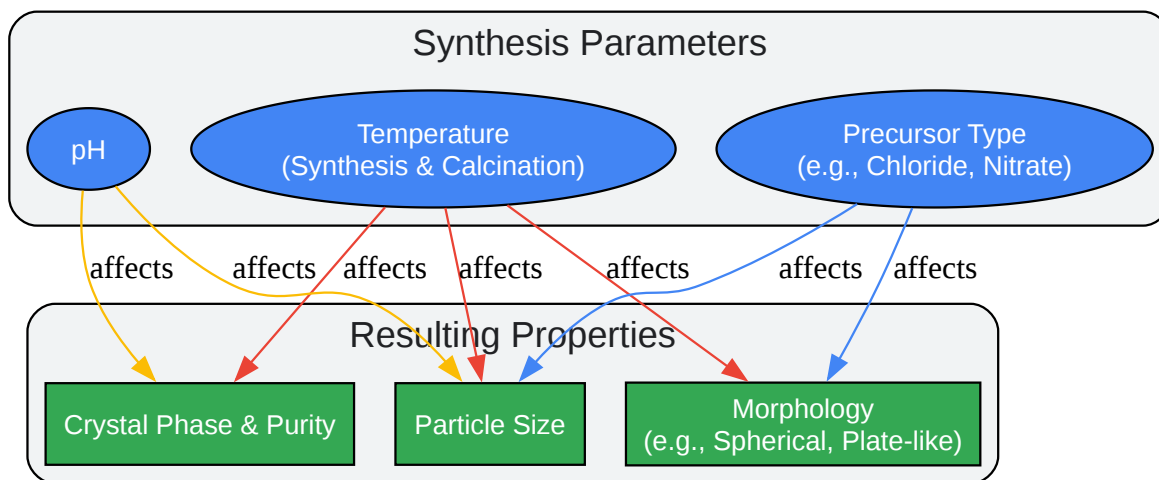 Synthesis Parameters
pH
Temperature
(Synthesis & Calcination)
Precursor Type
(e.g., Chloride, Nitrate)
affects
affects
affects
affects
affects
affects
affects
Resulting Properties
Crystal Phase & Purity
Particle Size
Morphology
(e.g., Spherical, Plate-like)